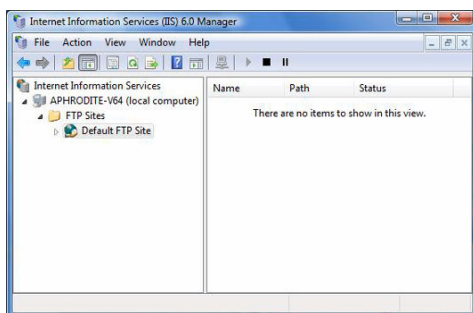 Internet Information Services (IIS) 6.0 Manager
File Action View Window Help
Internet Information Services
APHRODITE-V64 (local computer)
FTP Sites
Default FTP Site
Name Path Status
There are no items to show in this view.